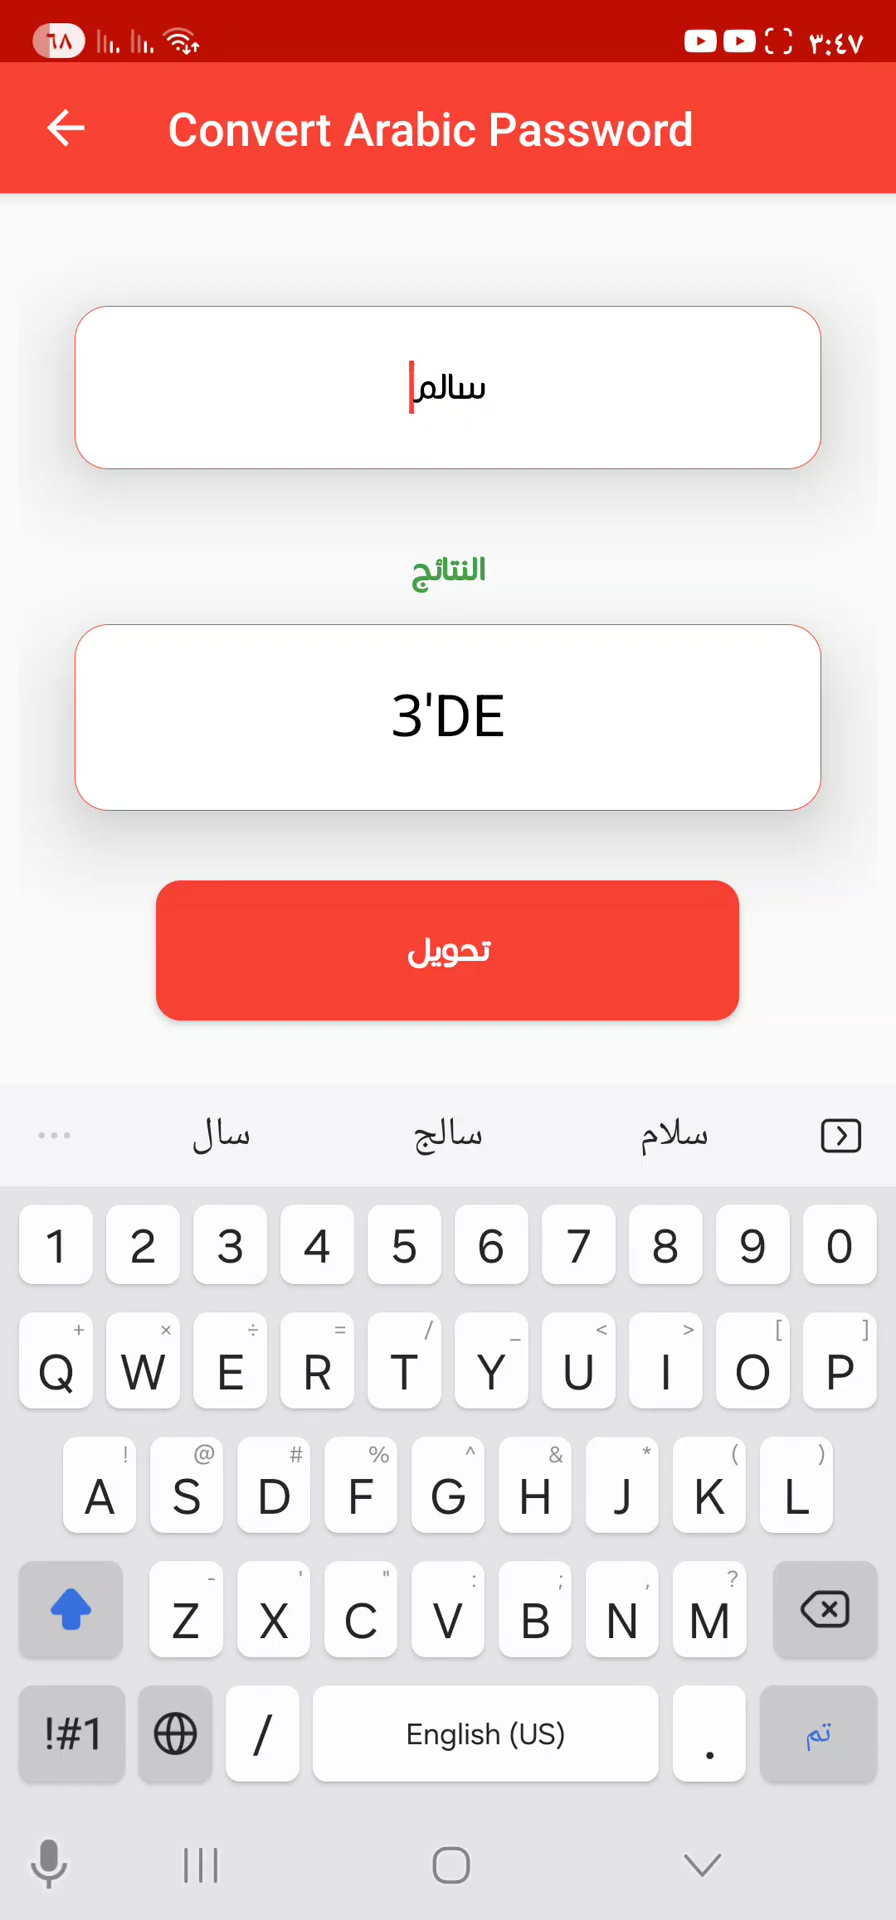 ٦٨
٣:٤٧
Convert Arabic Password
سالم
النتائج
3'DE
تحويل
... سال سالج سلام
1 2 3 4 5 6 7 8 9 0
+ × ÷ = / _ < > [ ]
Q W E R T Y U I O P
! @ # % ^ & * ( )
A S D F G H J K L
- ' " : ; , ?
Z X C V B N M
!#1 / English (US) . تم